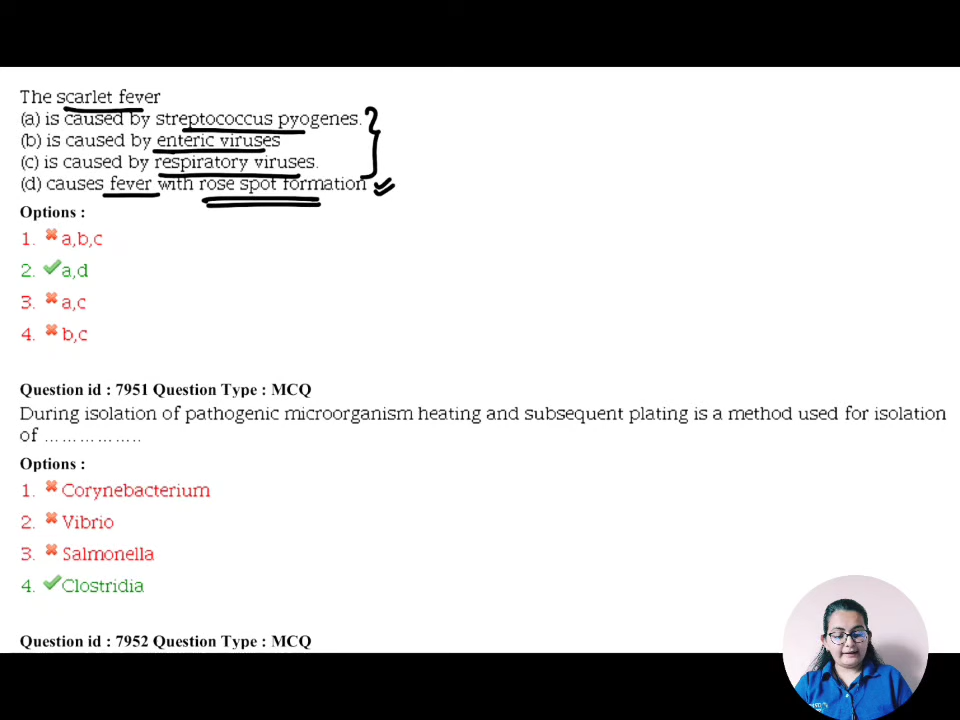 The scarlet fever
(a) is caused by streptococcus pyogenes.
(b) is caused by enteric viruses
(c) is caused by respiratory viruses.
(d) causes fever with rose spot formation
Options :
1. a,b,c
2. a,d
3. a,c
4. b,c
Question id : 7951 Question Type : MCQ
During isolation of pathogenic microorganism heating and subsequent plating is a method used for isolation
of ……………..
Options :
1. Corynebacterium
2. Vibrio
3. Salmonella
4. Clostridia
Question id : 7952 Question Type : MCQ